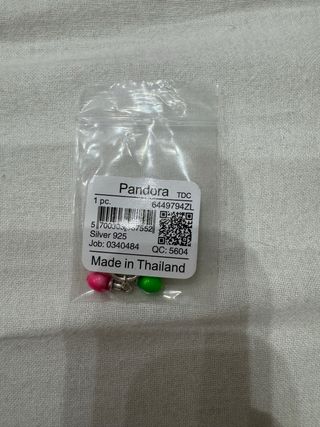 Pandora TDC
1 pc. 6449794ZL
Silver 925
Job: 0340484 QC: 5604
Made in Thailand